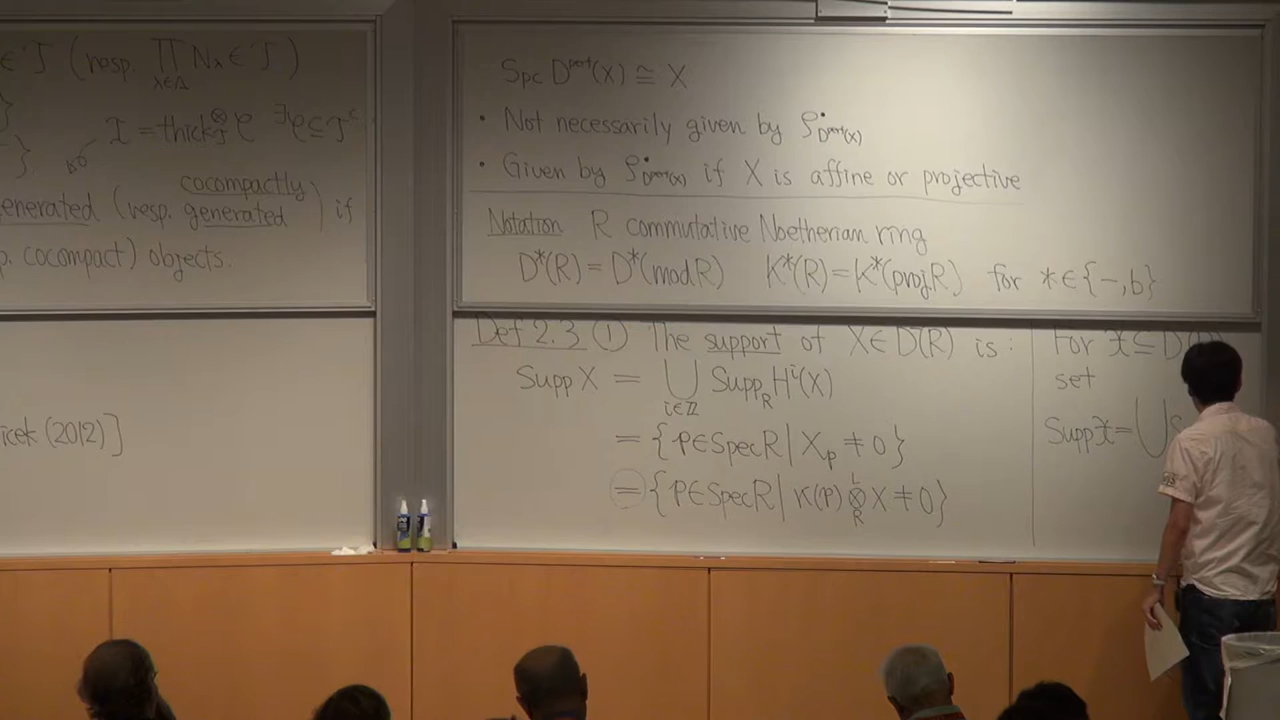 ∈ 𝒯 (resp. ∏_{λ∈Λ} N_λ ∈ 𝒯)
}
}. I = thick^⊗_𝒯 𝒞 ∃𝒞 ⊆ 𝒯^c
cocompactly
enerated (resp. generated) if
p. cocompact) objects.
icek (2012)]
Spc D^perf(X) ≅ X
• Not necessarily given by ρ^•_{D^perf(X)}
• Given by ρ^•_{D^perf(X)} if X is affine or projective
Notation R commutative Noetherian ring
D*(R) = D*(mod R) K*(R) = K*(proj R) for * ∈ {−, b}
Def 2.3 ① The support of X ∈ D⁻(R) is :
Supp X = ⋃_{i∈ℤ} Supp_R H^i(X)
= {p ∈ Spec R | X_p ≠ 0}
= {p ∈ Spec R | κ(p) ⊗^L_R X ≠ 0}
For 𝒳 ⊆ D
set
Supp 𝒳 = ⋃ S